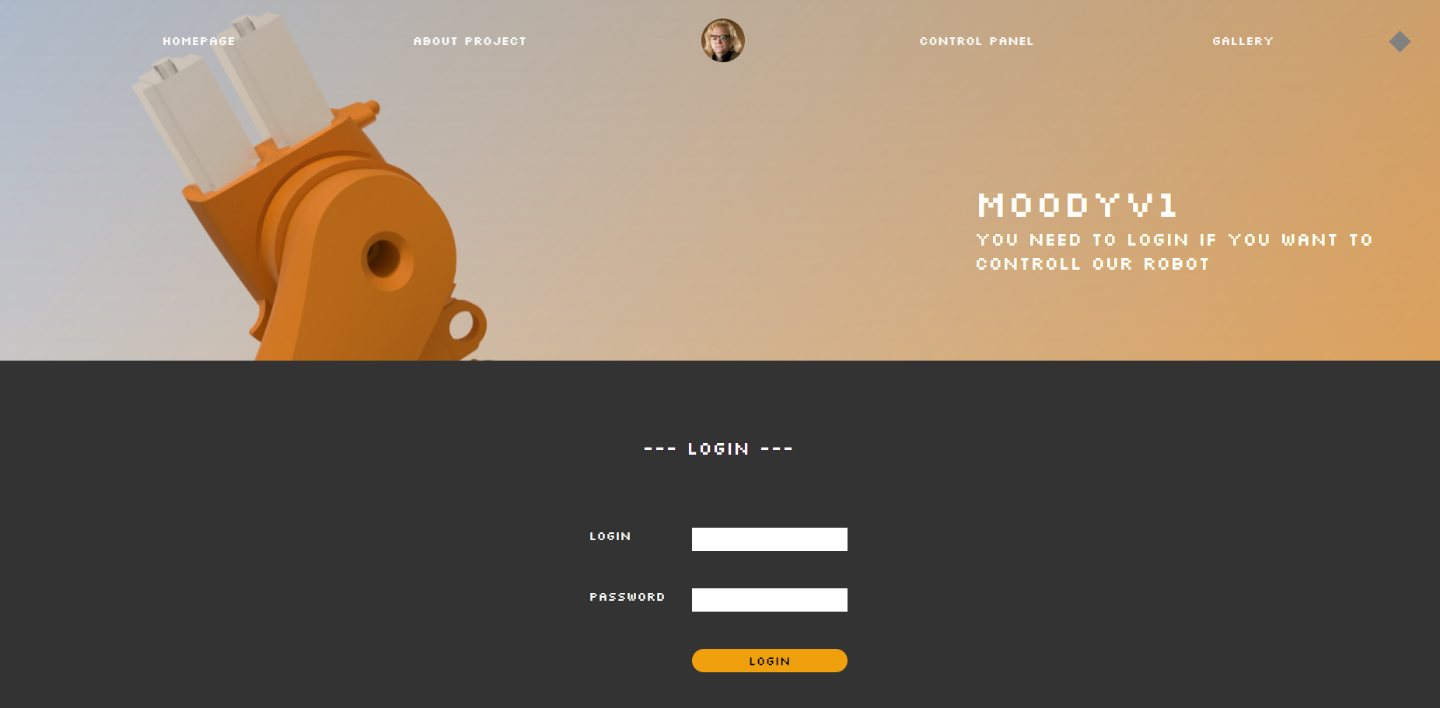 HOMEPAGE ABOUT PROJECT CONTROL PANEL GALLERY
MOODYV1
YOU NEED TO LOGIN IF YOU WANT TO
CONTROLL OUR ROBOT
--- LOGIN ---
LOGIN
PASSWORD
LOGIN